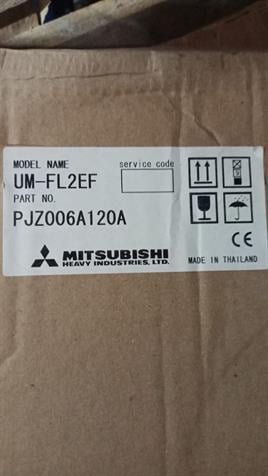 MODEL NAME
service code
UM-FL2EF
PART NO.
PJZ006A120A
MITSUBISHI
HEAVY INDUSTRIES, LTD.
CE
MADE IN THAILAND